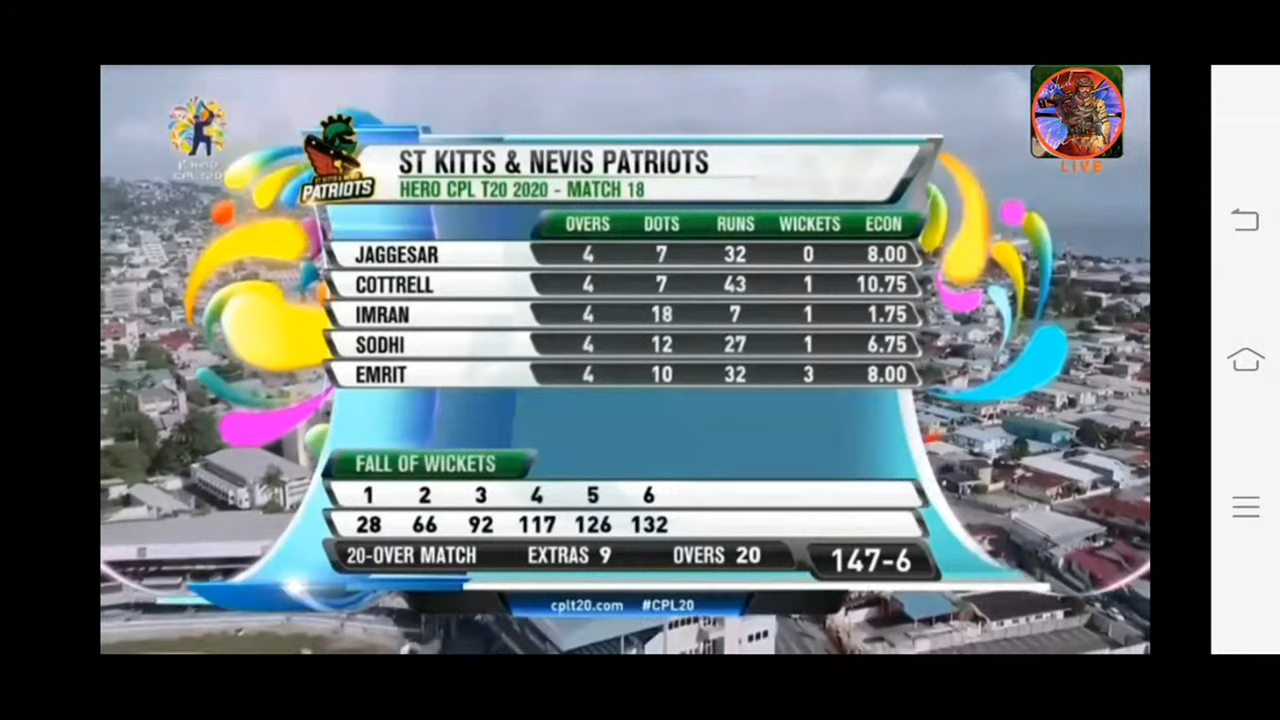 ST KITTS & NEVIS PATRIOTS
HERO CPL T20 2020 - MATCH 18
PATRIOTS
LIVE
OVERS DOTS RUNS WICKETS ECON
JAGGESAR 4 7 32 0 8.00
COTTRELL 4 7 43 1 10.75
IMRAN 4 18 7 1 1.75
SODHI 4 12 27 1 6.75
EMRIT 4 10 32 3 8.00
FALL OF WICKETS
1 2 3 4 5 6
28 66 92 117 126 132
20-OVER MATCH EXTRAS 9 OVERS 20 147-6
cplt20.com #CPL20